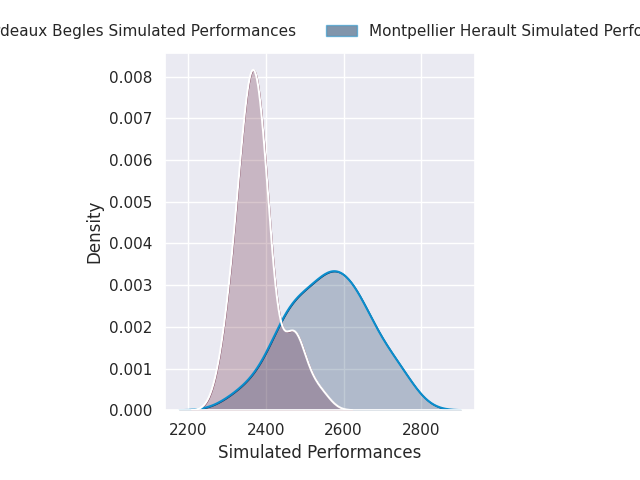 deaux Begles Simulated Performances Montpellier Herault Simulated Perfo
0.008
0.007
0.006
0.005
0.004
0.003
0.002
0.001
0.000
Density
2200 2400 2600 2800
Simulated Performances